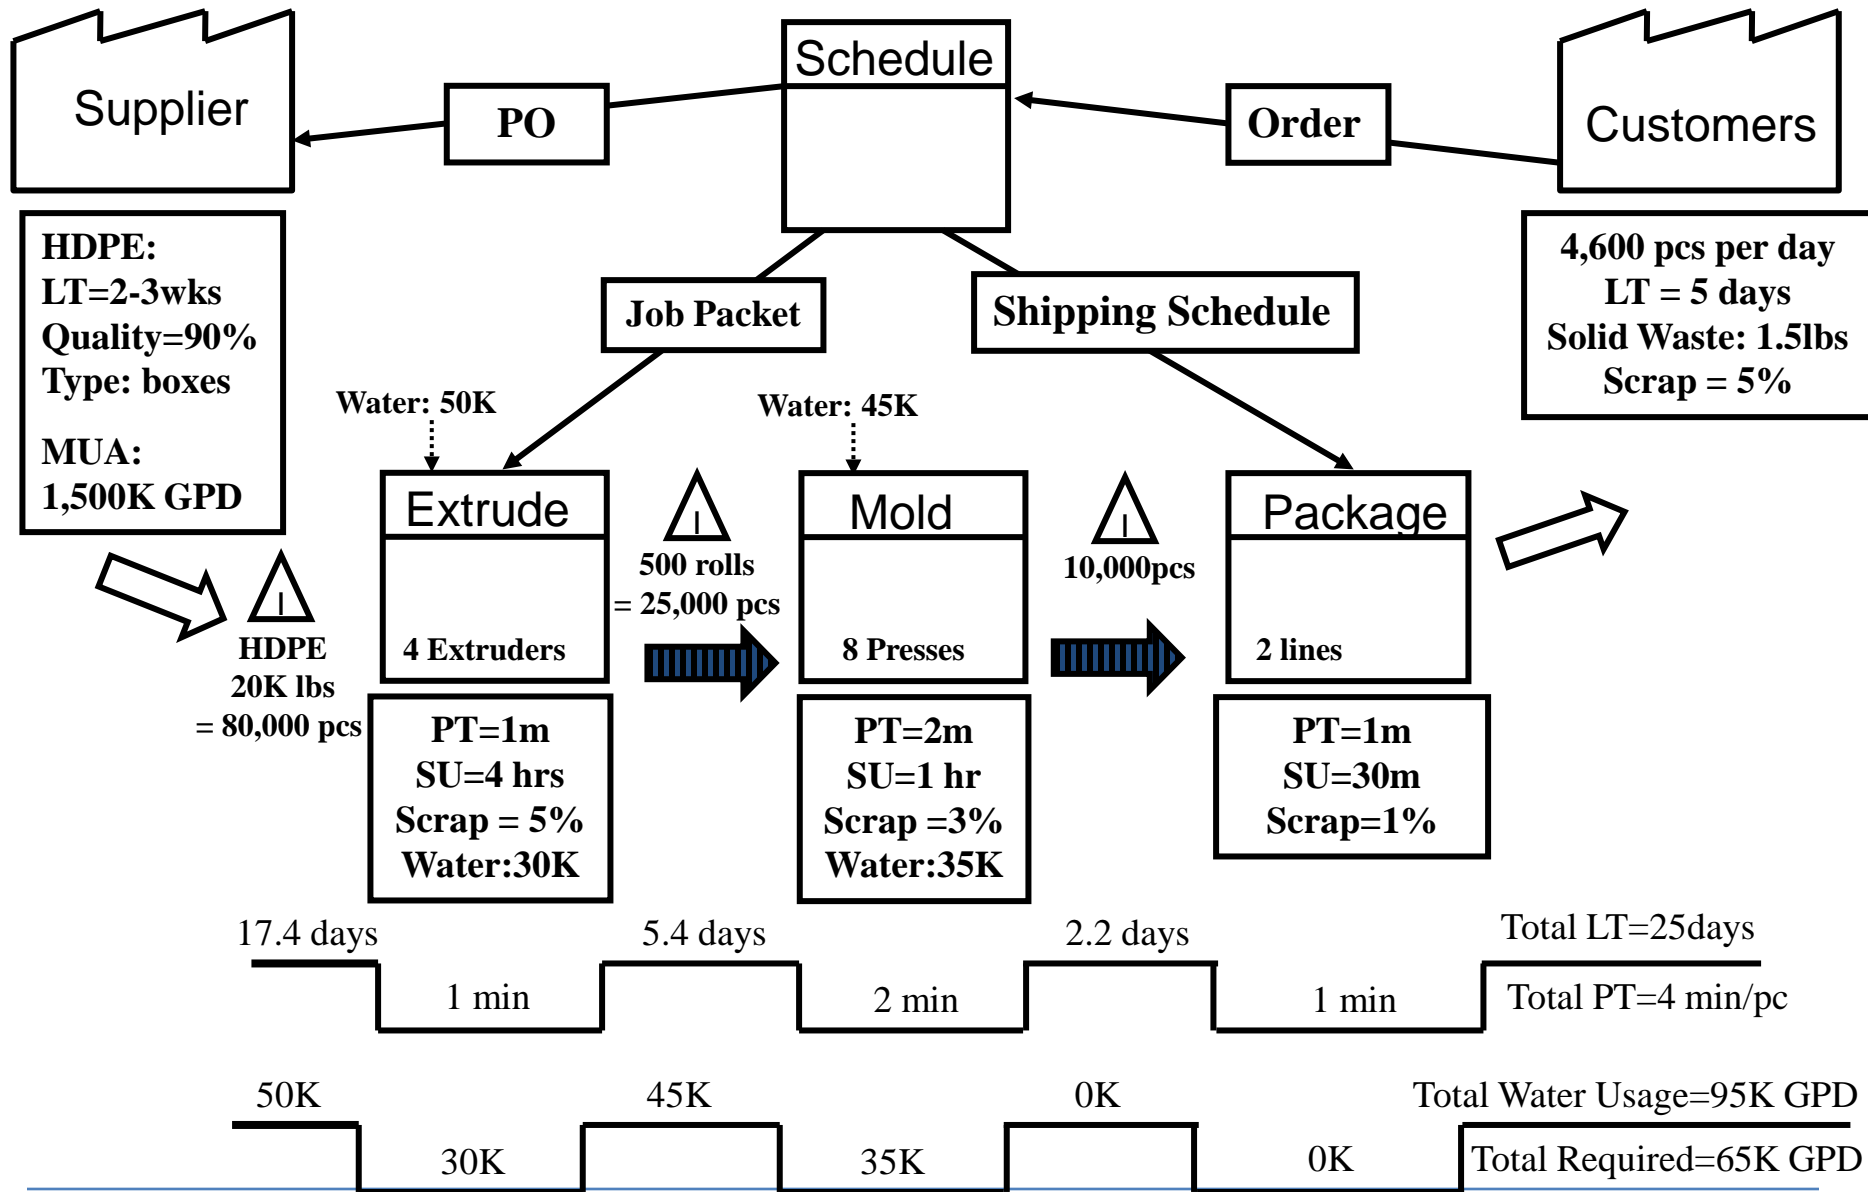 Supplier
PO
Schedule
Order
Customers
HDPE:
LT=2-3wks
Quality=90%
Type: boxes
MUA:
1,500K GPD
4,600 pcs per day
LT = 5 days
Solid Waste: 1.5lbs
Scrap = 5%
Job Packet
Shipping Schedule
Water: 50K
Water: 45K
I
HDPE
20K lbs
= 80,000 pcs
Extrude
4 Extruders
I
500 rolls
= 25,000 pcs
Mold
8 Presses
I
10,000pcs
Package
2 lines
PT=1m
SU=4 hrs
Scrap = 5%
Water:30K
PT=2m
SU=1 hr
Scrap =3%
Water:35K
PT=1m
SU=30m
Scrap=1%
17.4 days
5.4 days
2.2 days
Total LT=25days
1 min
2 min
1 min
Total PT=4 min/pc
50K
45K
0K
Total Water Usage=95K GPD
30K
35K
0K
Total Required=65K GPD